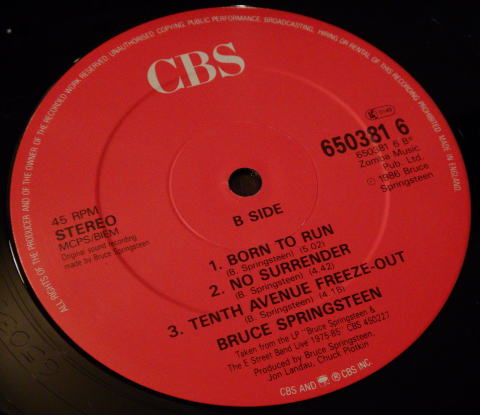 ALL RIGHTS OF THE PRODUCER AND OF THE OWNER OF THE RECORDED WORK RESERVED. UNAUTHORISED COPYING, PUBLIC PERFORMANCE, BROADCASTING, HIRING OR RENTAL OF THIS RECORDING PROHIBITED. MADE IN ENGLAND.
CBS
650381 6
650381 6 B*
Zomba Music
Pub. Ltd.
℗ 1986 Bruce
Springsteen
45 RPM
STEREO
MCPS/BIEM
Original sound recording
made by Bruce Springsteen
B SIDE
1. BORN TO RUN
(B. Springsteen) (5.02)
2. NO SURRENDER
(B. Springsteen) (4.42)
3. TENTH AVENUE FREEZE-OUT
(B. Springsteen) (4.18)
BRUCE SPRINGSTEEN
Taken from the LP "Bruce Springsteen &
The E Street Band Live 1975-85" CBS 450227
Produced by Bruce Springsteen,
Jon Landau, Chuck Plotkin
CBS AND ® CBS INC.